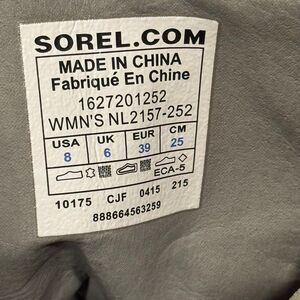 SOREL.COM
MADE IN CHINA
Fabriqué En Chine
1627201252
WMN'S NL2157-252
USA UK EUR CM
8 6 39 25
ECA-5
10175 CJF 0415 215
888664563259